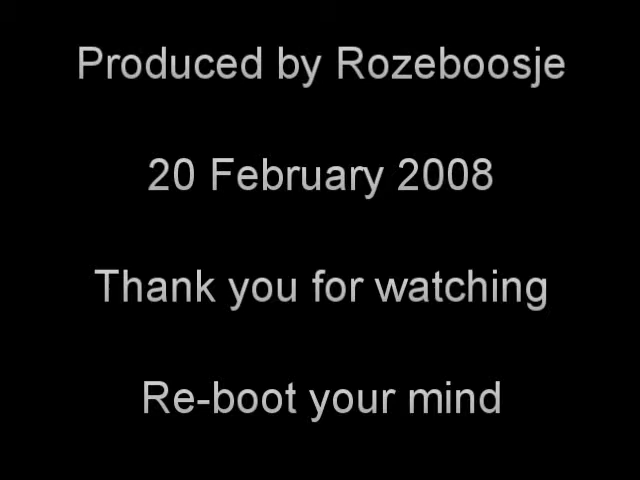 Produced by Rozeboosje
20 February 2008
Thank you for watching
Re-boot your mind